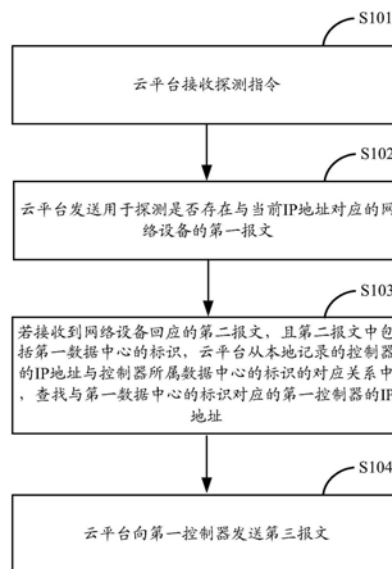 S101
云平台接收探测指令
S102
云平台发送用于探测是否存在与当前IP地址对应的网
络设备的第一报文
S103
若接收到网络设备回应的第二报文，且第二报文中包
括第一数据中心的标识，云平台从本地记录的控制器
的IP地址与控制器所属数据中心的标识的对应关系中
，查找与第一数据中心的标识对应的第一控制器的IP
地址
S104
云平台向第一控制器发送第三报文